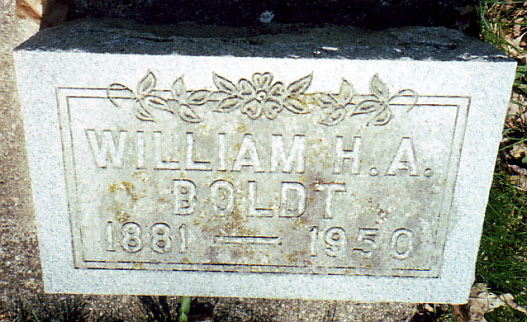 WILLIAM H. A.
BOLDT
1881 — 1950